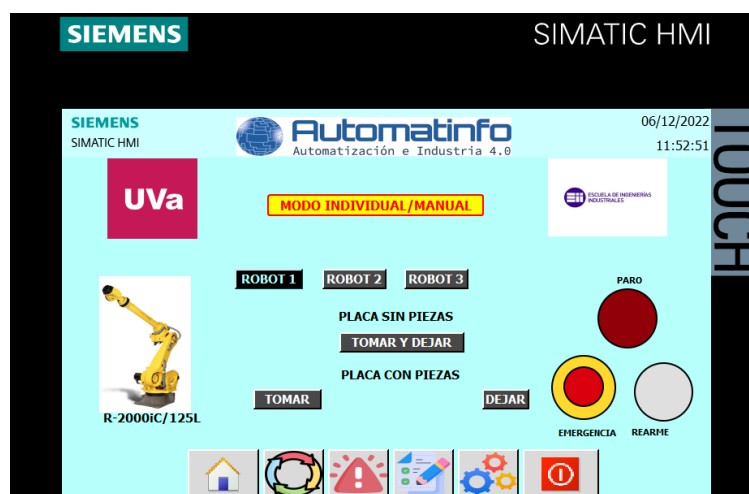 SIEMENS
SIMATIC HMI
SIEMENS
SIMATIC HMI
Automatinfo
Automatización e Industria 4.0
06/12/2022
11:52:51
TOUCH
UVa
MODO INDIVIDUAL/MANUAL
ESCUELA DE INGENIERÍAS
INDUSTRIALES
ROBOT 1
ROBOT 2
ROBOT 3
PARO
PLACA SIN PIEZAS
TOMAR Y DEJAR
PLACA CON PIEZAS
TOMAR
DEJAR
R-2000iC/125L
EMERGENCIA
REARME